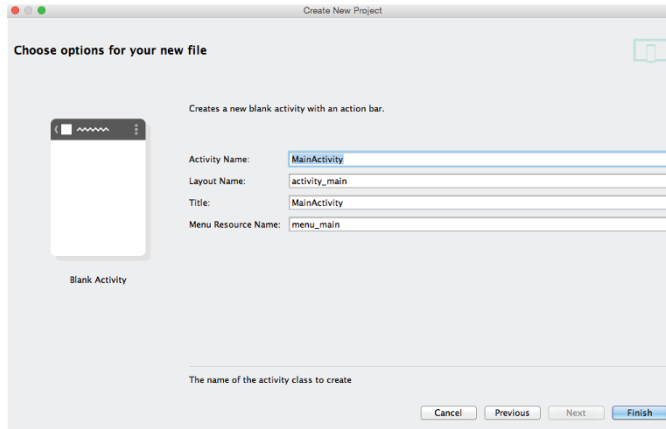 Create New Project
Choose options for your new file
Creates a new blank activity with an action bar.
Activity Name: MainActivity
Layout Name: activity_main
Title: MainActivity
Menu Resource Name: menu_main
Blank Activity
The name of the activity class to create
Cancel Previous Next Finish